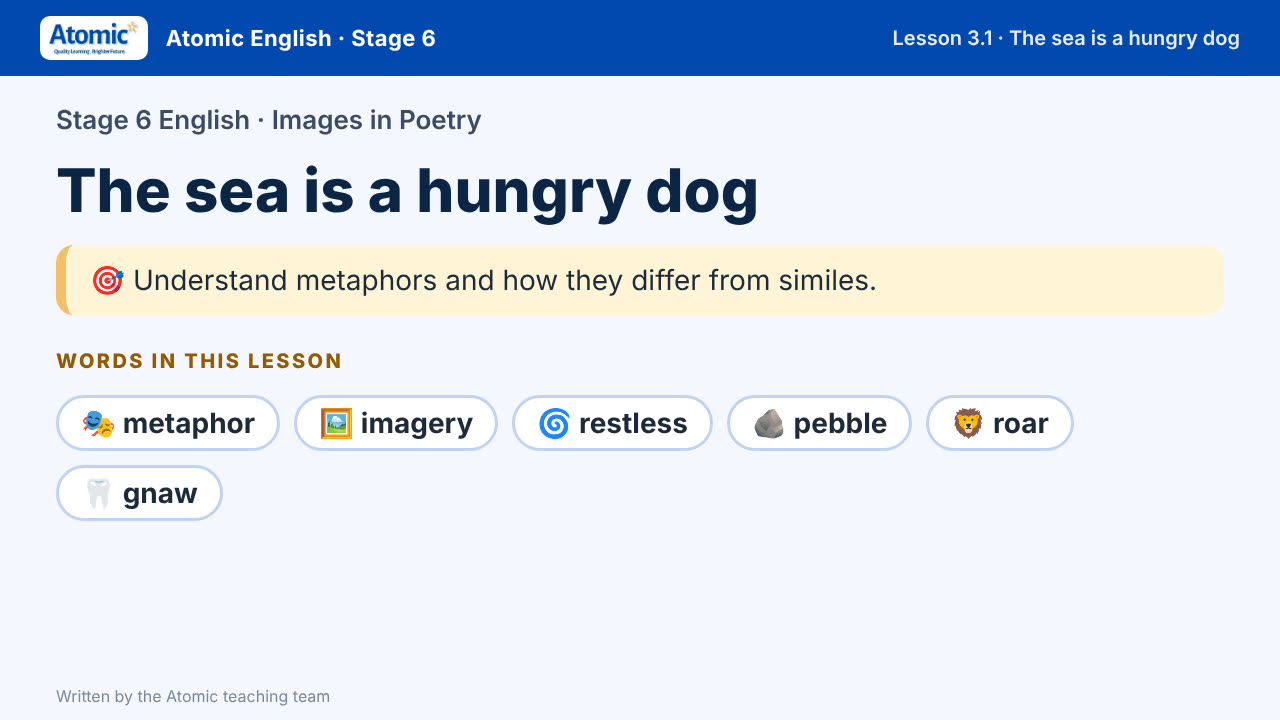 Atomic
Quality Learning. Brighter Future.
Atomic English · Stage 6
Lesson 3.1 · The sea is a hungry dog
Stage 6 English · Images in Poetry
The sea is a hungry dog
🎯 Understand metaphors and how they differ from similes.
WORDS IN THIS LESSON
🎭 metaphor
🖼️ imagery
🌀 restless
🪨 pebble
🦁 roar
🦷 gnaw
Written by the Atomic teaching team